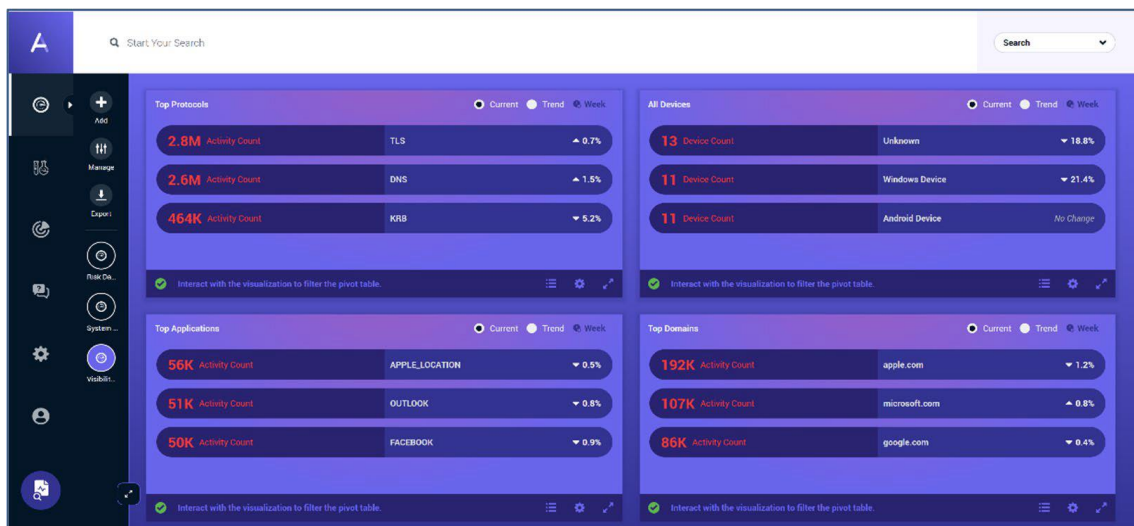 A
Start Your Search
Search
Add
Manage
Export
Risk Da...
System ...
Visibilit...
Top Protocols
Current Trend Week
2.8M Activity Count TLS 0.7%
2.6M Activity Count DNS 1.5%
464K Activity Count KRB 5.2%
Interact with the visualization to filter the pivot table.
All Devices
Current Trend Week
13 Device Count Unknown 18.8%
11 Device Count Windows Device 21.4%
11 Device Count Android Device No Change
Interact with the visualization to filter the pivot table.
Top Applications
Current Trend Week
56K Activity Count APPLE_LOCATION 0.5%
51K Activity Count OUTLOOK 0.8%
50K Activity Count FACEBOOK 0.9%
Interact with the visualization to filter the pivot table.
Top Domains
Current Trend Week
192K Activity Count apple.com 1.2%
107K Activity Count microsoft.com 0.8%
86K Activity Count google.com 0.4%
Interact with the visualization to filter the pivot table.